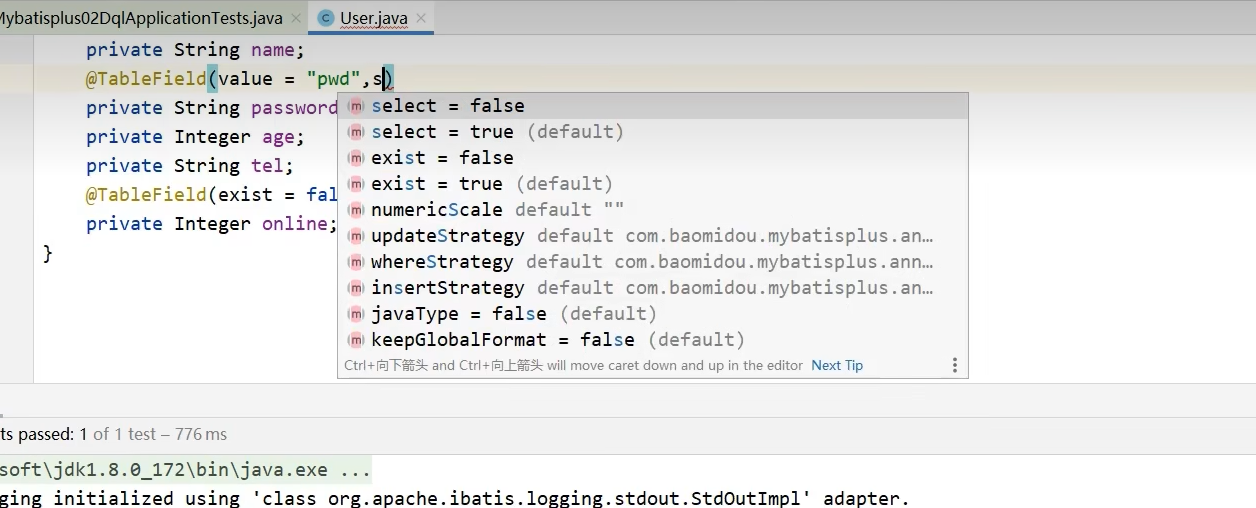 Mybatisplus02DqlApplicationTests.java × C User.java ×
private String name;
@TableField(value = "pwd",s)
private String password
private Integer age;
private String tel;
@TableField(exist = fal
private Integer online;
}
m select = false
m select = true (default)
m exist = false
m exist = true (default)
m numericScale default ""
m updateStrategy default com.baomidou.mybatisplus.ann…
m whereStrategy default com.baomidou.mybatisplus.ann…
m insertStrategy default com.baomidou.mybatisplus.an…
m javaType = false (default)
m keepGlobalFormat = false (default)
Ctrl+向下箭头 and Ctrl+向上箭头 will move caret down and up in the editor Next Tip
ts passed: 1 of 1 test – 776 ms
soft\jdk1.8.0_172\bin\java.exe ...
ging initialized using 'class org.apache.ibatis.logging.stdout.StdOutImpl' adapter.